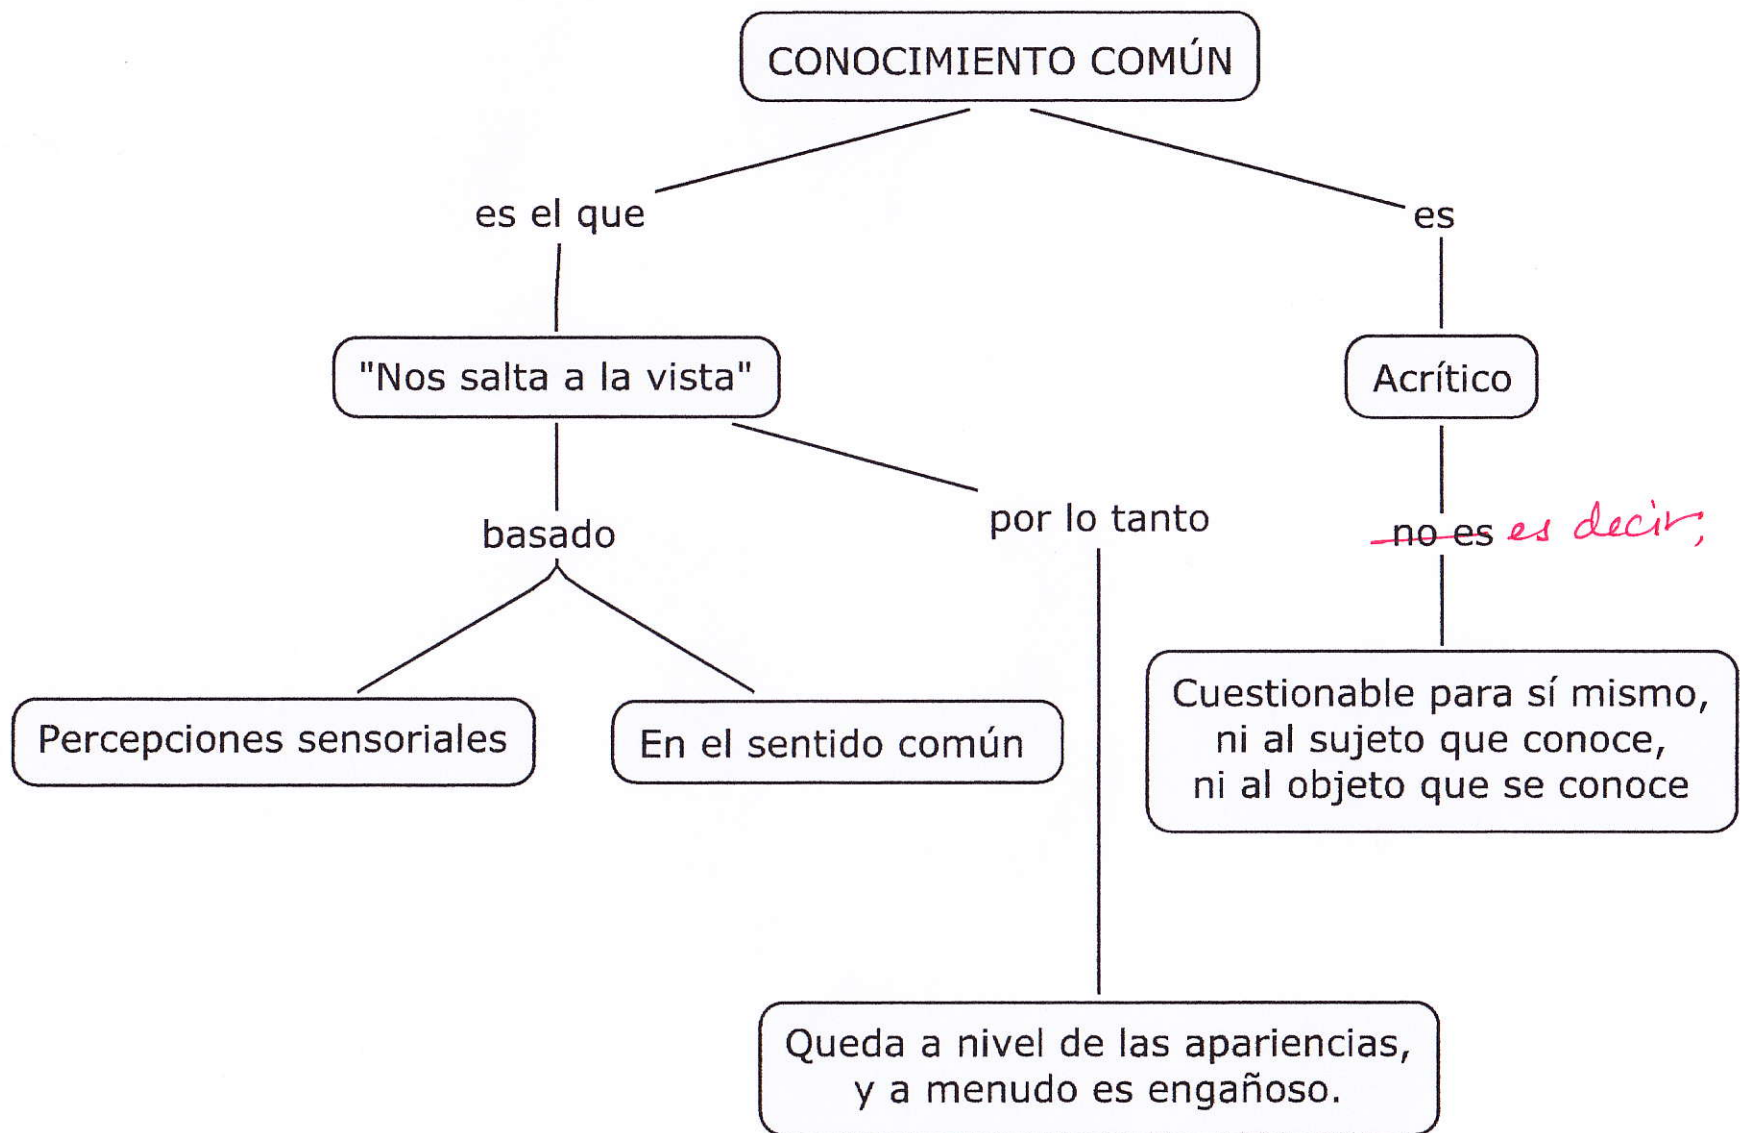 CONOCIMIENTO COMÚN
es el que
es
"Nos salta a la vista"
Acrítico
basado
por lo tanto
no es es decir,
Percepciones sensoriales
En el sentido común
Cuestionable para sí mismo,
ni al sujeto que conoce,
ni al objeto que se conoce
Queda a nivel de las apariencias,
y a menudo es engañoso.